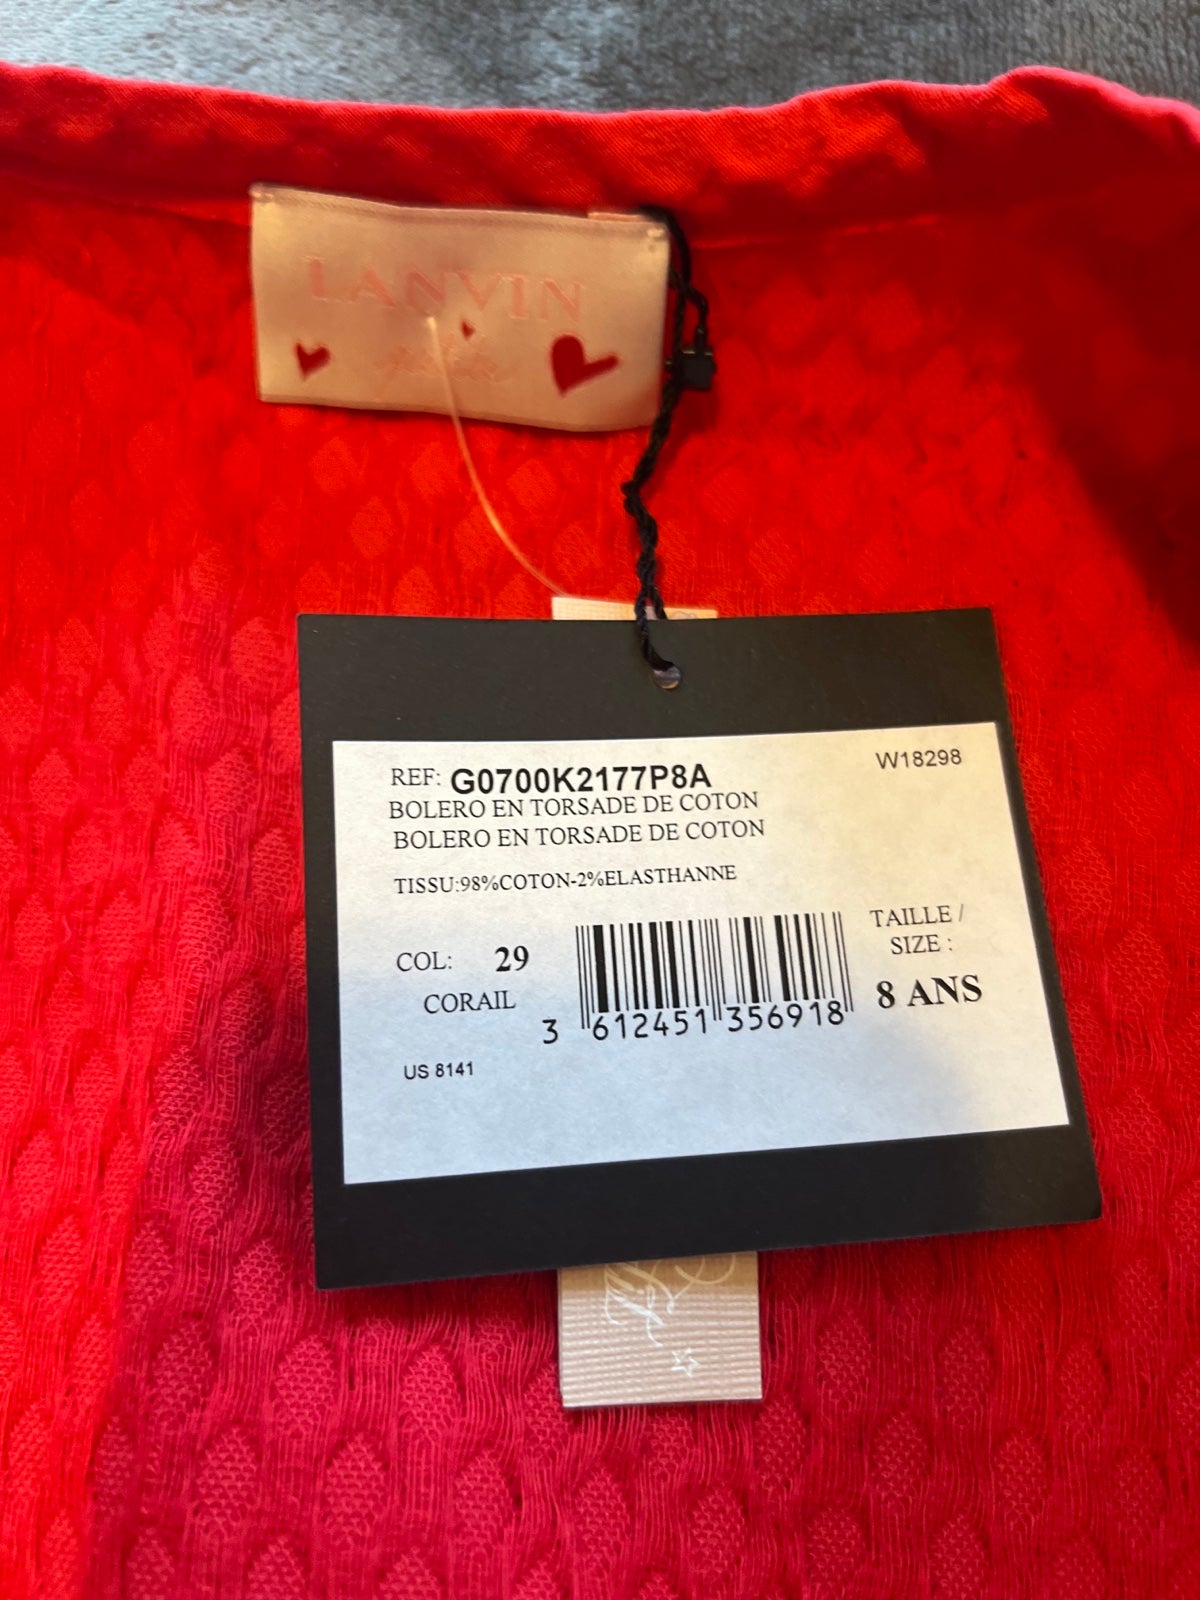 LANVIN
petite
REF: G0700K2177P8A
W18298
BOLERO EN TORSADE DE COTON
BOLERO EN TORSADE DE COTON
TISSU:98%COTON-2%ELASTHANNE
COL: 29
CORAIL
TAILLE /
SIZE :
8 ANS
3 612451 356918
US 8141